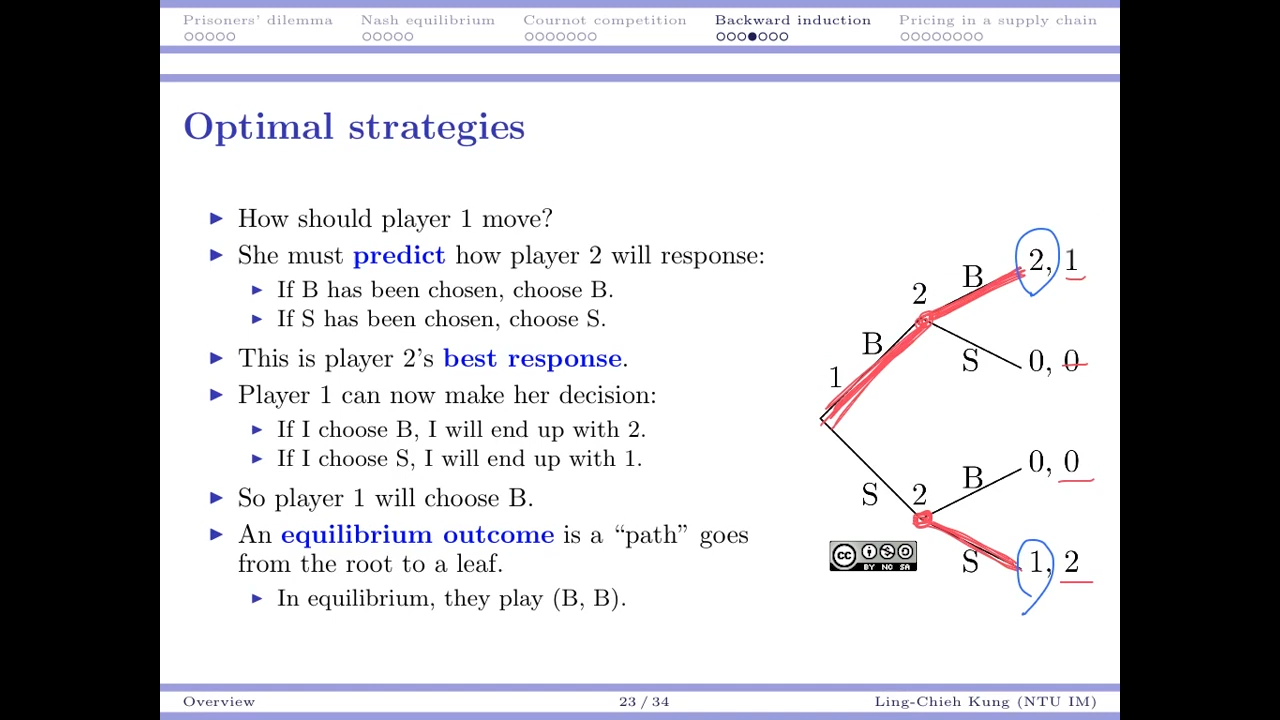 Prisoners' dilemma Nash equilibrium Cournot competition Backward induction Pricing in a supply chain
Optimal strategies
How should player 1 move?
She must predict how player 2 will response:
If B has been chosen, choose B.
If S has been chosen, choose S.
This is player 2's best response.
Player 1 can now make her decision:
If I choose B, I will end up with 2.
If I choose S, I will end up with 1.
So player 1 will choose B.
An equilibrium outcome is a “path” goes
from the root to a leaf.
In equilibrium, they play (B, B).
1
B
2
B
2, 1
S
0, 0
S
2
B
0, 0
S
1, 2
cc BY NC SA
Overview 23 / 34 Ling-Chieh Kung (NTU IM)